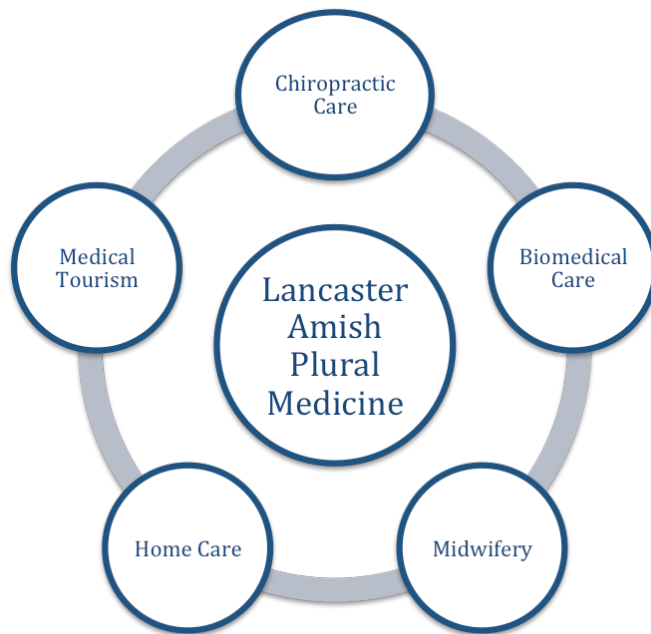 Chiropractic
Care
Medical
Tourism
Biomedical
Care
Lancaster
Amish
Plural
Medicine
Home Care
Midwifery